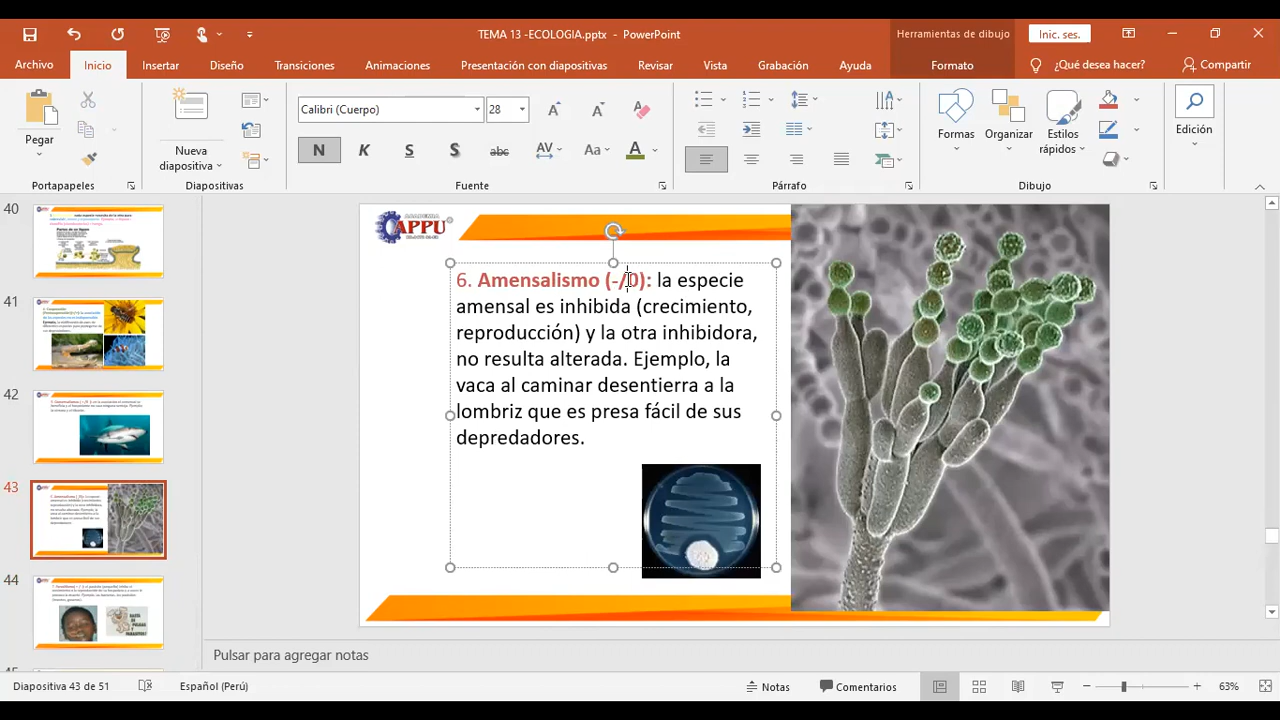 TEMA 13 -ECOLOGIA.pptx - PowerPoint
Herramientas de dibujo
Inic. ses.
Archivo
Inicio
Insertar
Diseño
Transiciones
Animaciones
Presentación con diapositivas
Revisar
Vista
Grabación
Ayuda
Formato
¿Qué desea hacer?
Compartir
Pegar
Nueva
diapositiva
Calibri (Cuerpo)
28
N K S S abc AV Aa A
Formas
Organizar
Estilos
rápidos
Edición
Portapapeles
Diapositivas
Fuente
Párrafo
Dibujo
40
41
42
43
44
ACADEMIA
APPU
6. Amensalismo (-/0): la especie
amensal es inhibida (crecimiento,
reproducción) y la otra inhibidora,
no resulta alterada. Ejemplo, la
vaca al caminar desentierra a la
lombriz que es presa fácil de sus
depredadores.
Pulsar para agregar notas
Diapositiva 43 de 51
Español (Perú)
Notas
Comentarios
63%